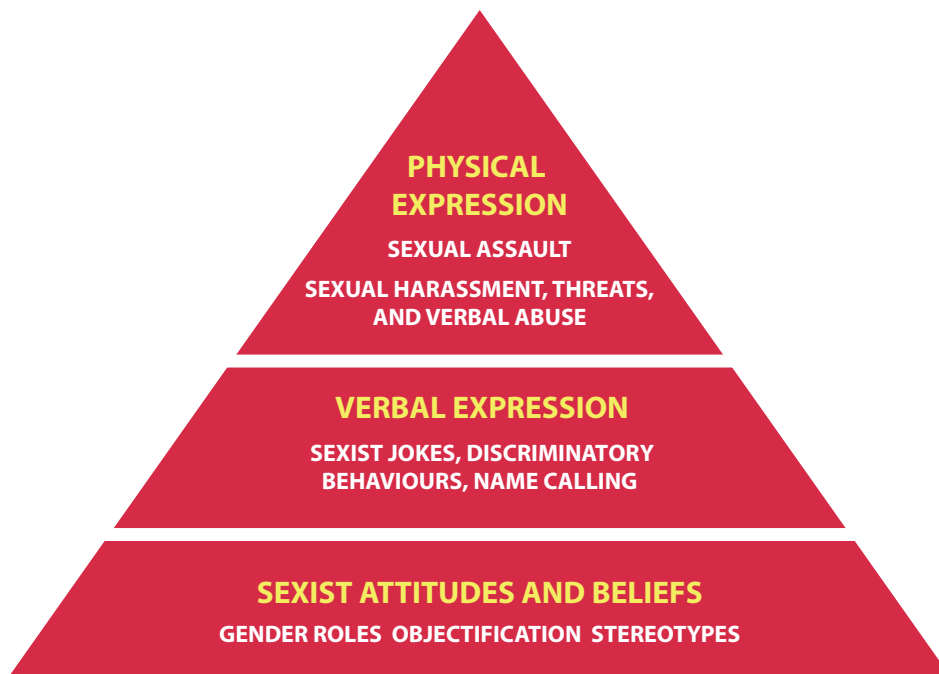 PHYSICAL
EXPRESSION
SEXUAL ASSAULT
SEXUAL HARASSMENT, THREATS,
AND VERBAL ABUSE
VERBAL EXPRESSION
SEXIST JOKES, DISCRIMINATORY
BEHAVIOURS, NAME CALLING
SEXIST ATTITUDES AND BELIEFS
GENDER ROLES OBJECTIFICATION STEREOTYPES